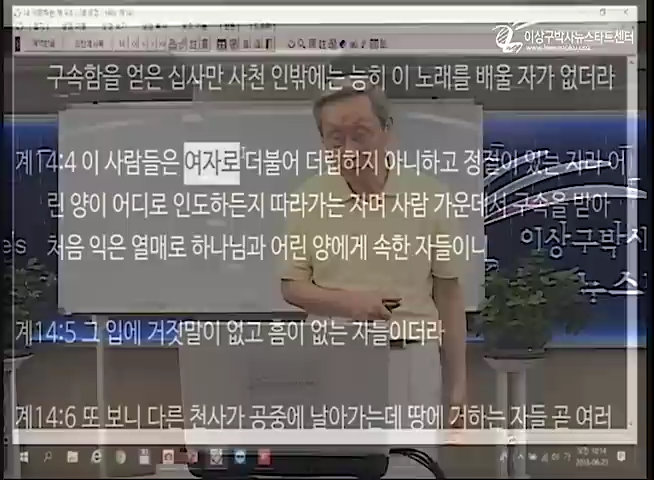 이상구박사뉴스타트센터
구속함을 얻은 십사만 사천 인밖에는 능히 이 노래를 배울 자가 없더라
계14:4 이 사람들은 여자로 더불어 더럽히지 아니하고 정절이 있는 자라 어
린 양이 어디로 인도하든지 따라가는 자며 사람 가운데서 구속을 받아
처음 익은 열매로 하나님과 어린 양에게 속한 자들이니
이상구박사
뉴스
계14:5 그 입에 거짓말이 없고 흠이 없는 자들이더라
계14:6 또 보니 다른 천사가 공중에 날아가는데 땅에 거하는 자들 곧 여러